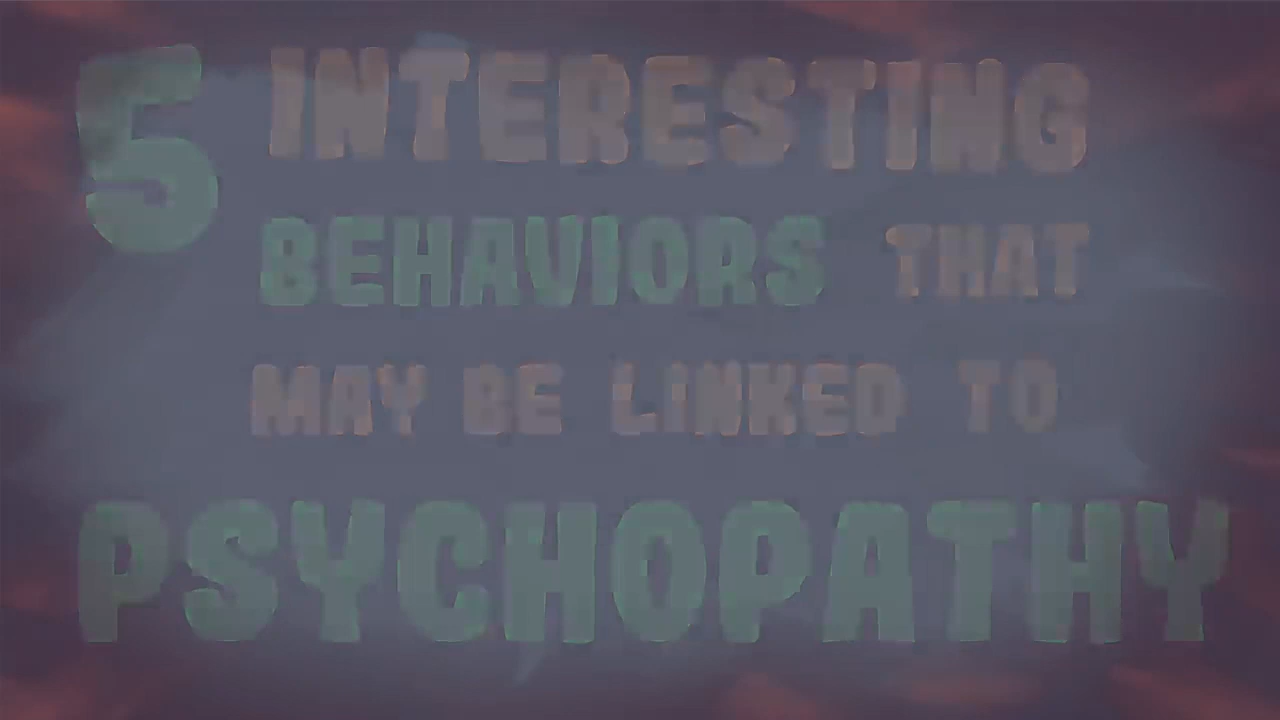 5 INTERESTING
BEHAVIORS THAT
MAY BE LINKED TO
PSYCHOPATHY